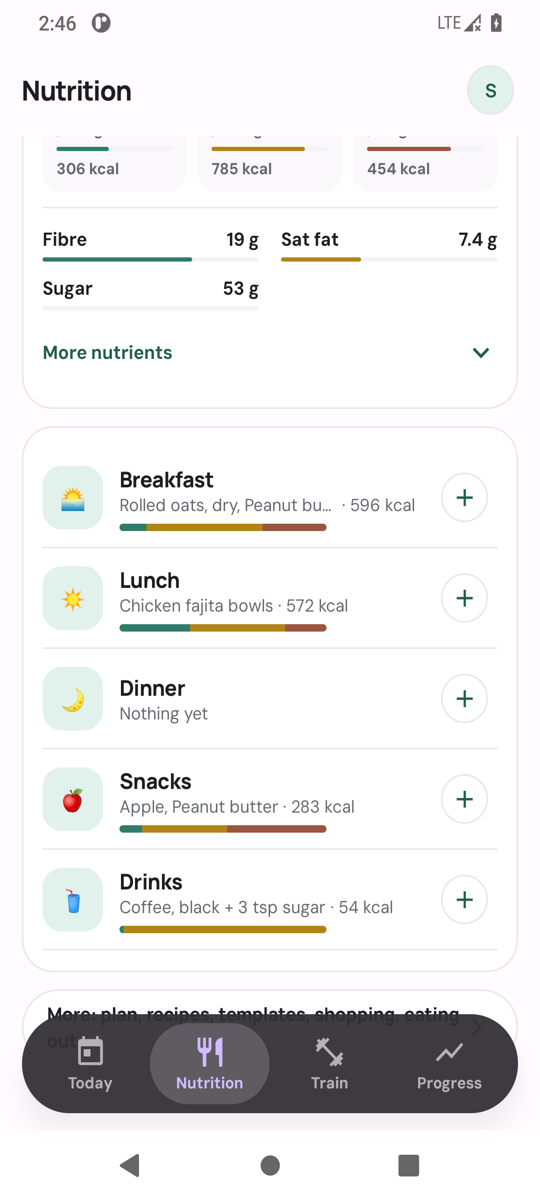 2:46
LTE
Nutrition
S
306 kcal
785 kcal
454 kcal
Fibre 19 g
Sat fat 7.4 g
Sugar 53 g
More nutrients
Breakfast
Rolled oats, dry, Peanut bu... · 596 kcal
Lunch
Chicken fajita bowls · 572 kcal
Dinner
Nothing yet
Snacks
Apple, Peanut butter · 283 kcal
Drinks
Coffee, black + 3 tsp sugar · 54 kcal
More: plan, recipes, templates, shopping, eating
out
Today
Nutrition
Train
Progress